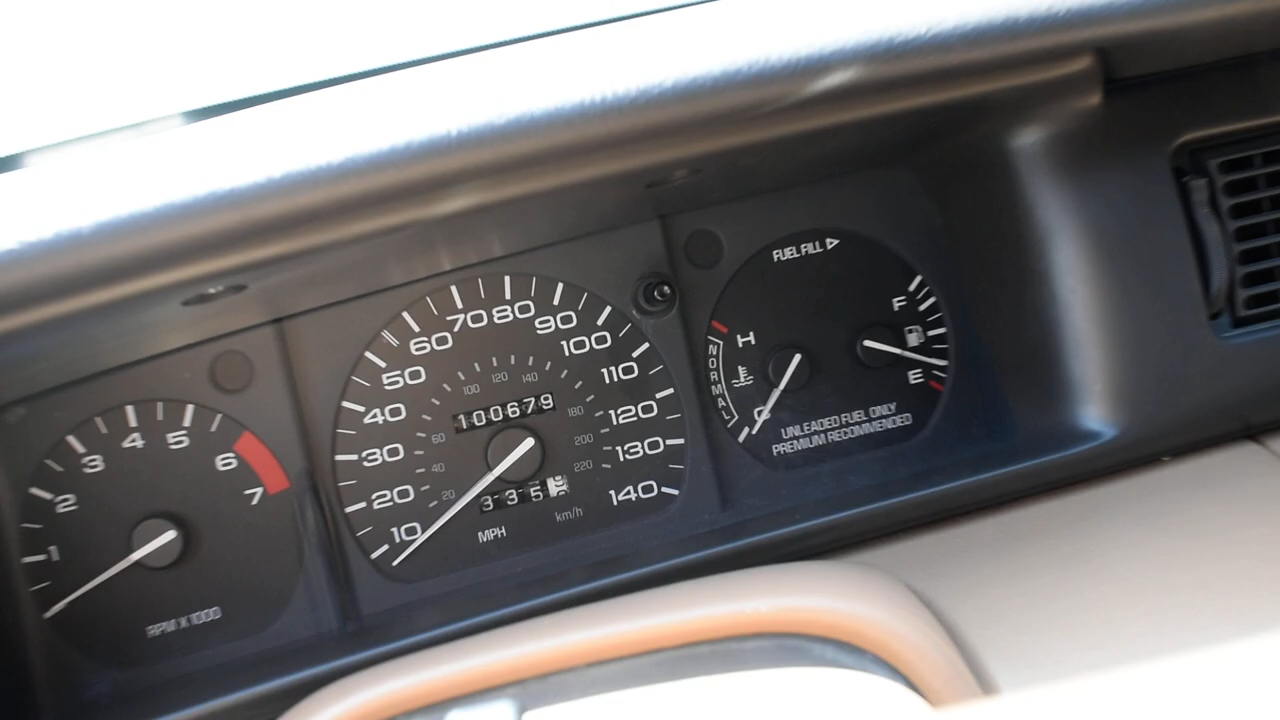 1
2
3
4
5
6
7
RPM X 1000
10
20
30
40
50
60
70
80
90
100
110
120
130
140
20
40
60
100
120
140
180
200
220
100679
335
MPH
km/h
FUEL FILL
H
NORMAL
C
F
E
UNLEADED FUEL ONLY
PREMIUM RECOMMENDED